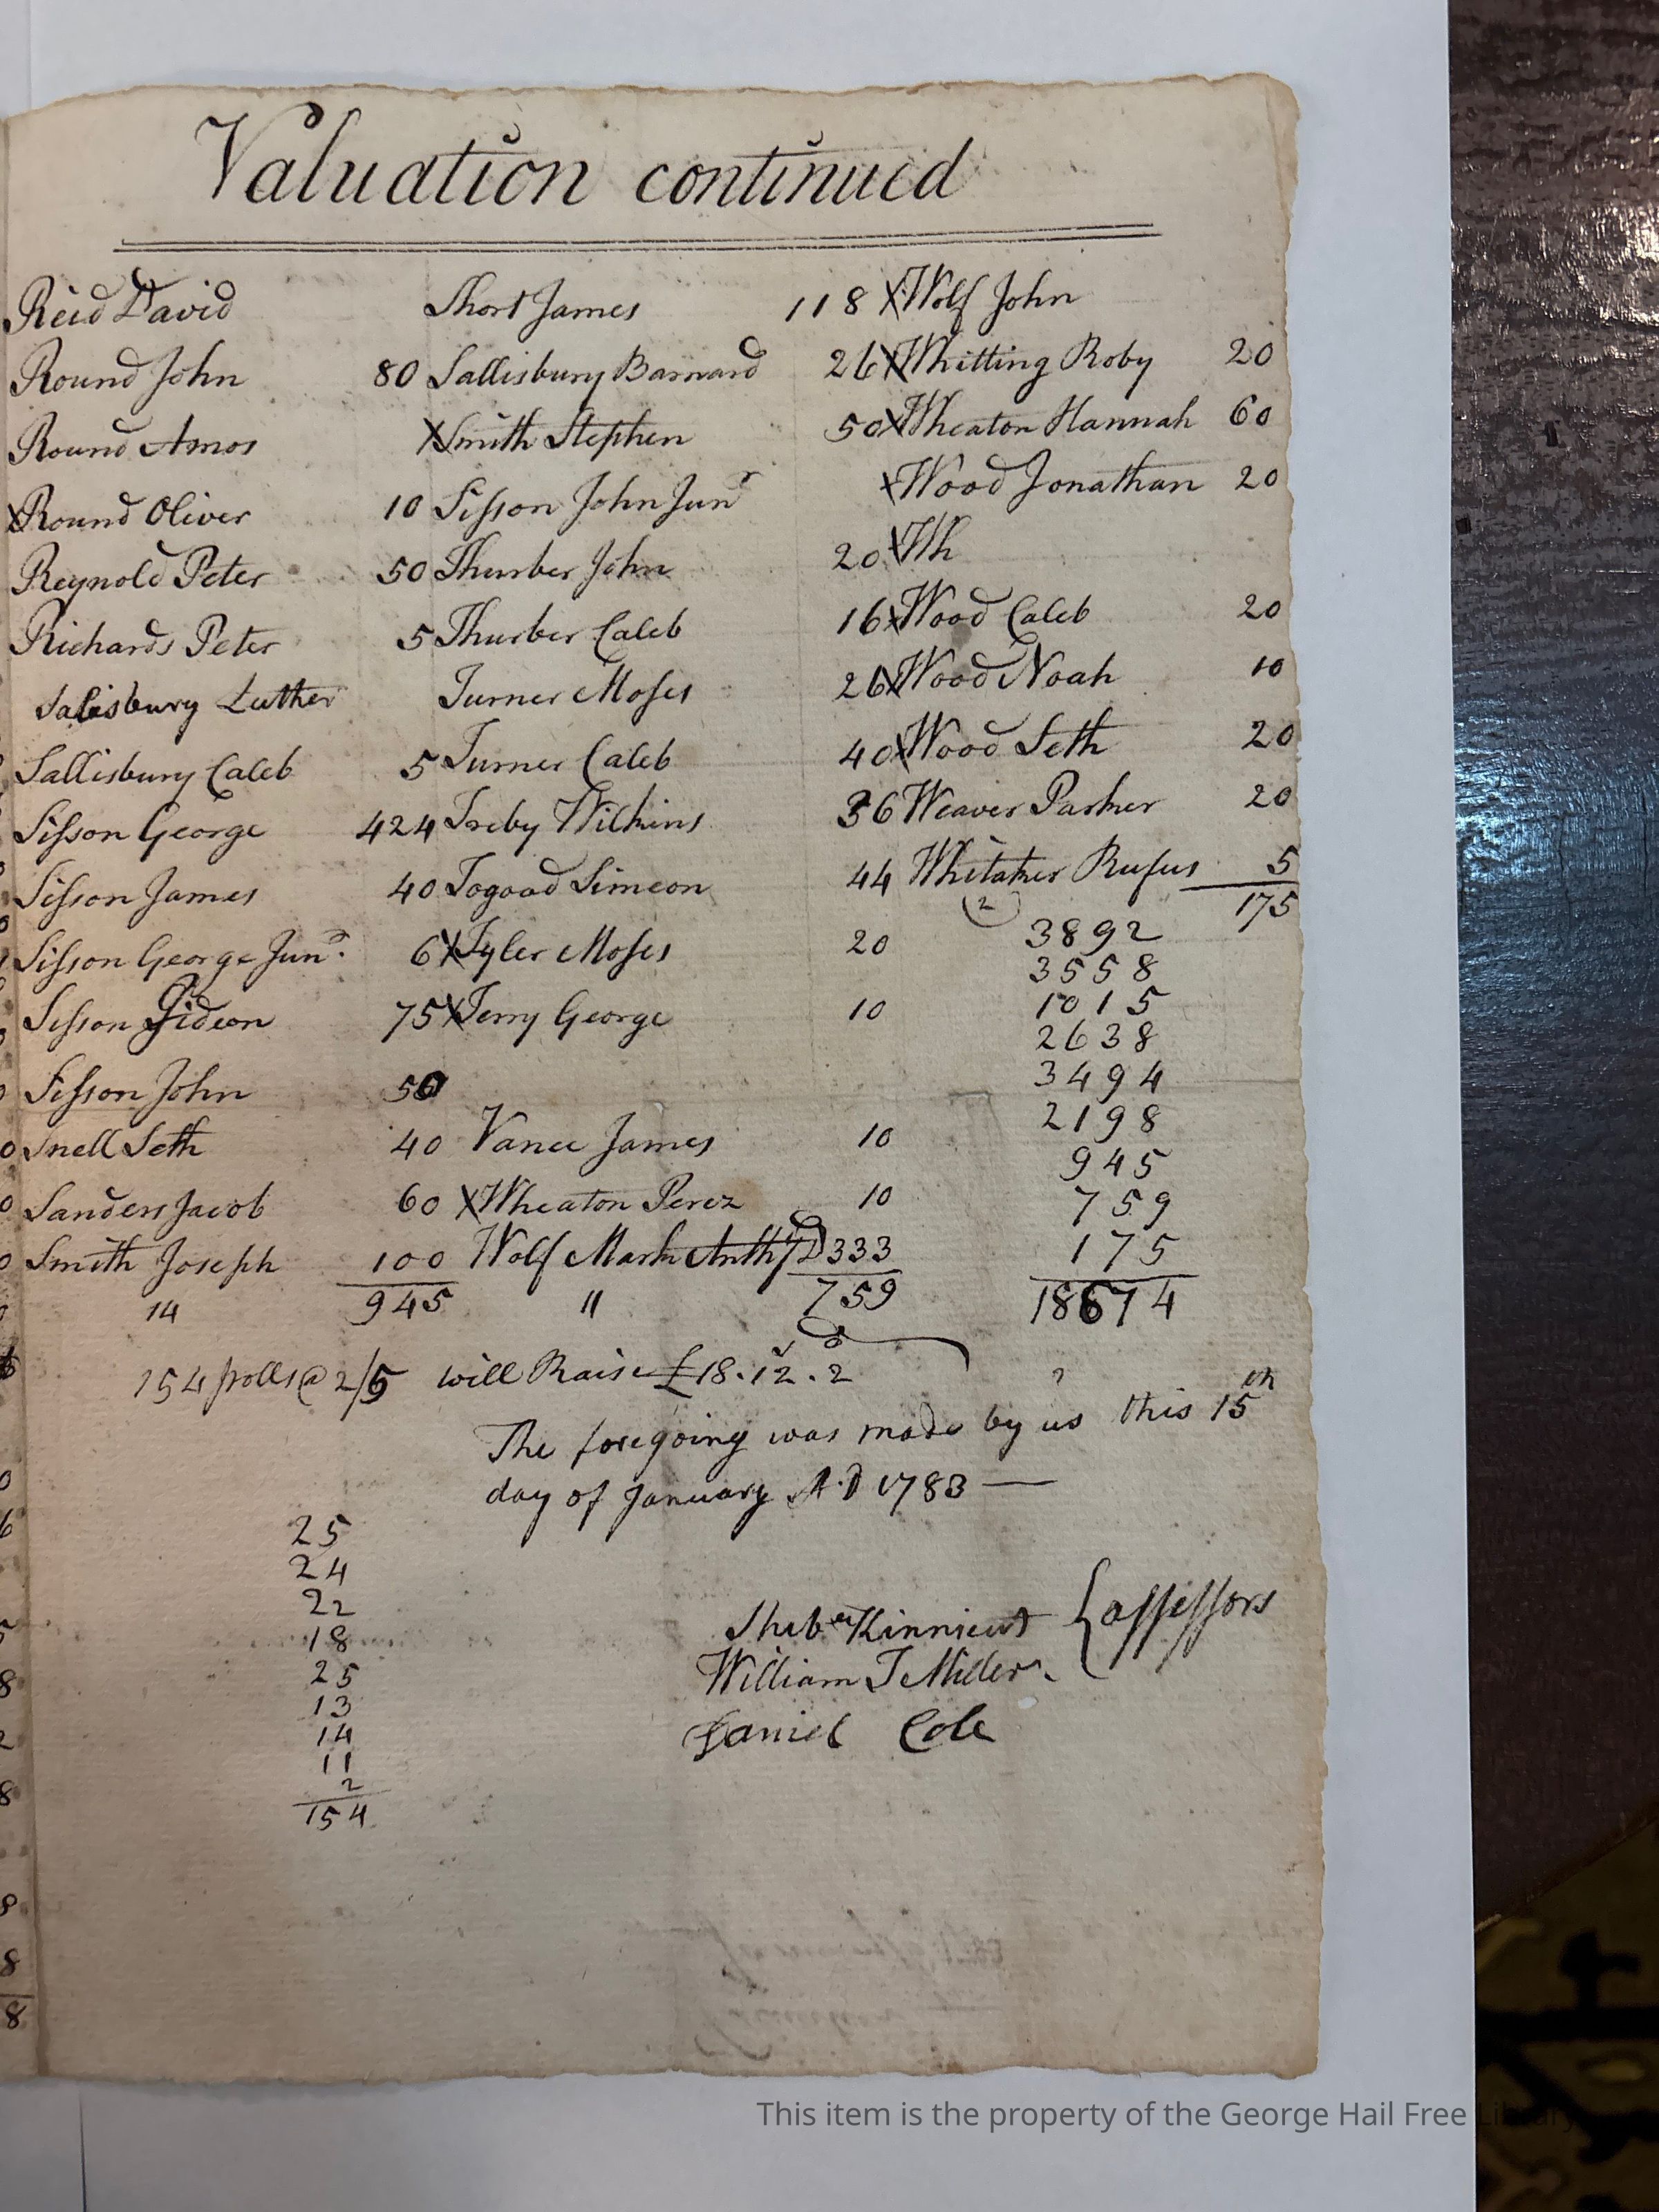 Valuation continued
Reid David
Round John 80
Round Amos
X Round Oliver 10
Reynold Peter 50
Richards Peter 5
Salisbury Luther
Sallisbury Caleb 5
Sisson George 424
Sisson James 40
Sisson George Junr. 6
Sisson Gideon 75
Sisson John 50
Snell Seth 40
Sanders Jacob 60
Smith Joseph 100
14 945
Short James 118
Sallisbury Barnard 26
X Smith Stephen 50
Sisson John Junr
Thurber John 20
Thurber Caleb 16
Turner Moses 26
Turner Caleb 40
Treby Wilkins 36
Togood Simeon 44
X Tyler Moses 20
X Terry George 10
Vance James 10
X Wheaton Perez 10
Wolf Mark Anthy 333
11 759
X Wolf John
X Whitting Roby 20
X Wheaton Hannah 60
X Wood Jonathan 20
X Wh
X Wood Caleb 20
X Wood Noah 10
X Wood Seth 20
Weaver Parker 20
Whitaker Rufus 5
2 175
3892
3558
1015
2638
3494
2198
945
759
175
18674
154 polls @ 2/5 will Raise £18.12.2
The foregoing was made by us this 15th
day of January A.D 1783 —
25
24
22
18
25
13
14
11
2
154
Shubel Kinnicut
William T Miller
Daniel Cole
assessors
This item is the property of the George Hail Free Library